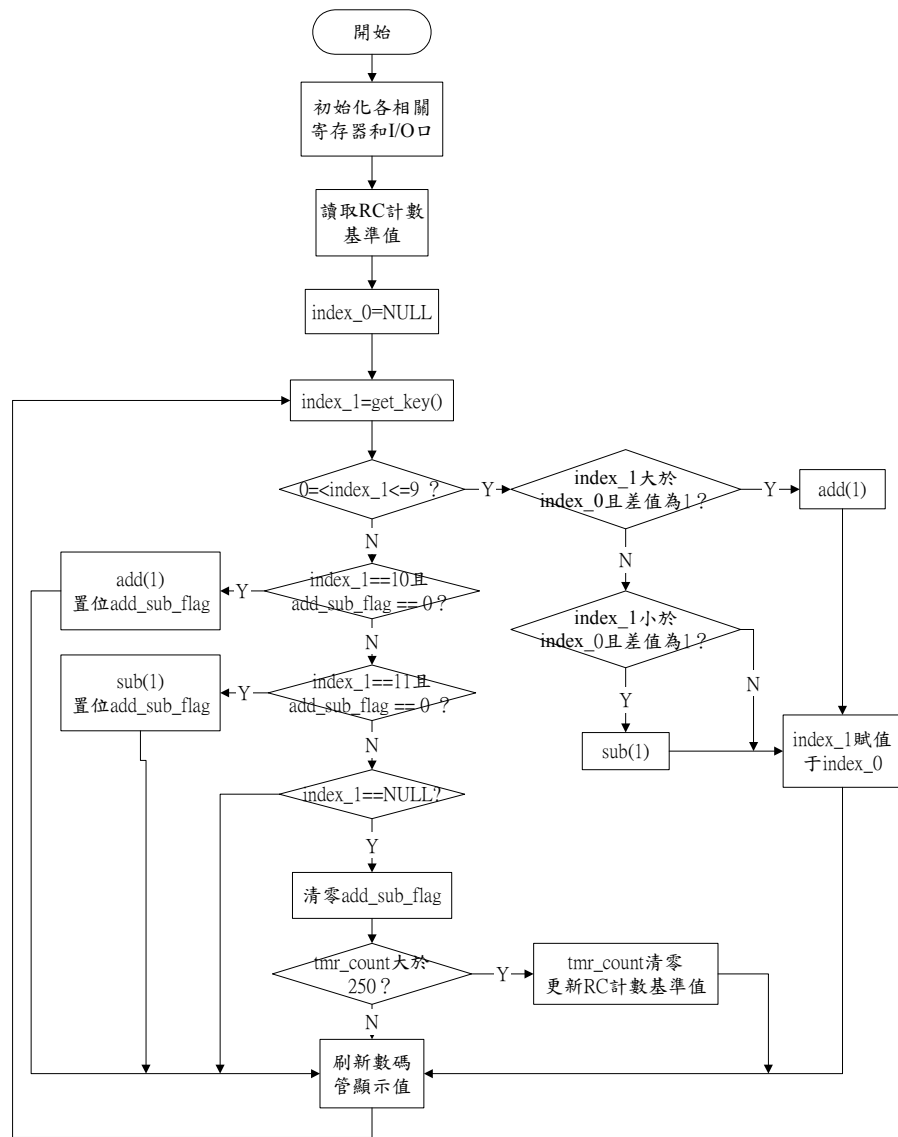 開始
初始化各相關
寄存器和I/O口
讀取RC計數
基準值
index_0=NULL
index_1=get_key()
0=<index_1<=9 ?
Y
index_1大於
index_0且差值為1?
Y
add(1)
N
N
add(1)
置位add_sub_flag
Y
index_1==10且
add_sub_flag == 0?
index_1小於
index_0且差值為1?
N
N
sub(1)
置位add_sub_flag
Y
index_1==11且
add_sub_flag == 0 ?
Y
N
sub(1)
index_1賦值
于index_0
index_1==NULL?
Y
清零add_sub_flag
tmr_count大於
250?
Y
tmr_count清零
更新RC計數基準值
N
刷新數碼
管顯示值